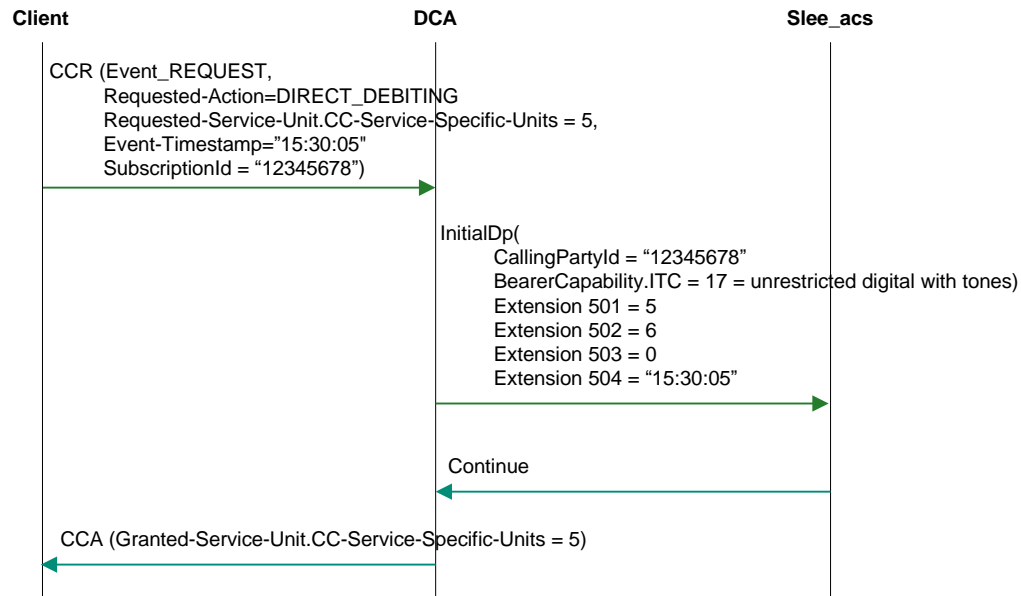 Client DCA Slee_acs
CCR (Event_REQUEST,
Requested-Action=DIRECT_DEBITING
Requested-Service-Unit.CC-Service-Specific-Units = 5,
Event-Timestamp=”15:30:05"
SubscriptionId = “12345678”)
InitialDp(
CallingPartyId = “12345678”
BearerCapability.ITC = 17 = unrestricted digital with tones)
Extension 501 = 5
Extension 502 = 6
Extension 503 = 0
Extension 504 = “15:30:05”
Continue
CCA (Granted-Service-Unit.CC-Service-Specific-Units = 5)